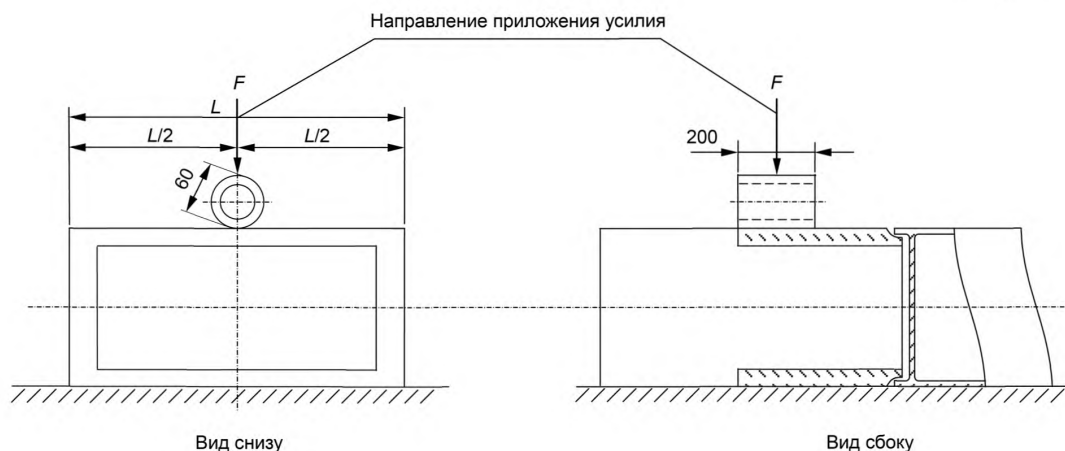 Направление приложения усилия
F
F
L
L/2
L/2
200
60
Вид снизу
Вид сбоку